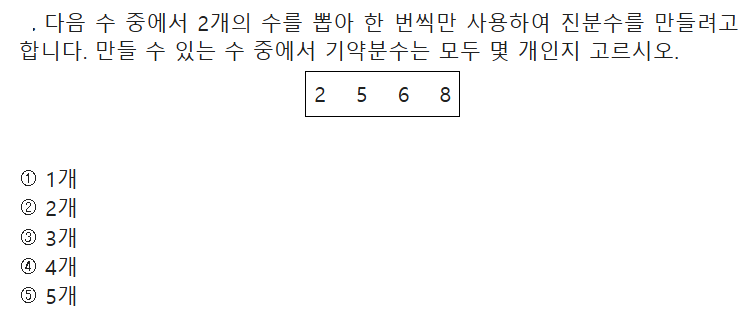 . 다음 수 중에서 2개의 수를 뽑아 한 번씩만 사용하여 진분수를 만들려고
합니다. 만들 수 있는 수 중에서 기약분수는 모두 몇 개인지 고르시오.
2 5 6 8
① 1개
② 2개
③ 3개
④ 4개
⑤ 5개